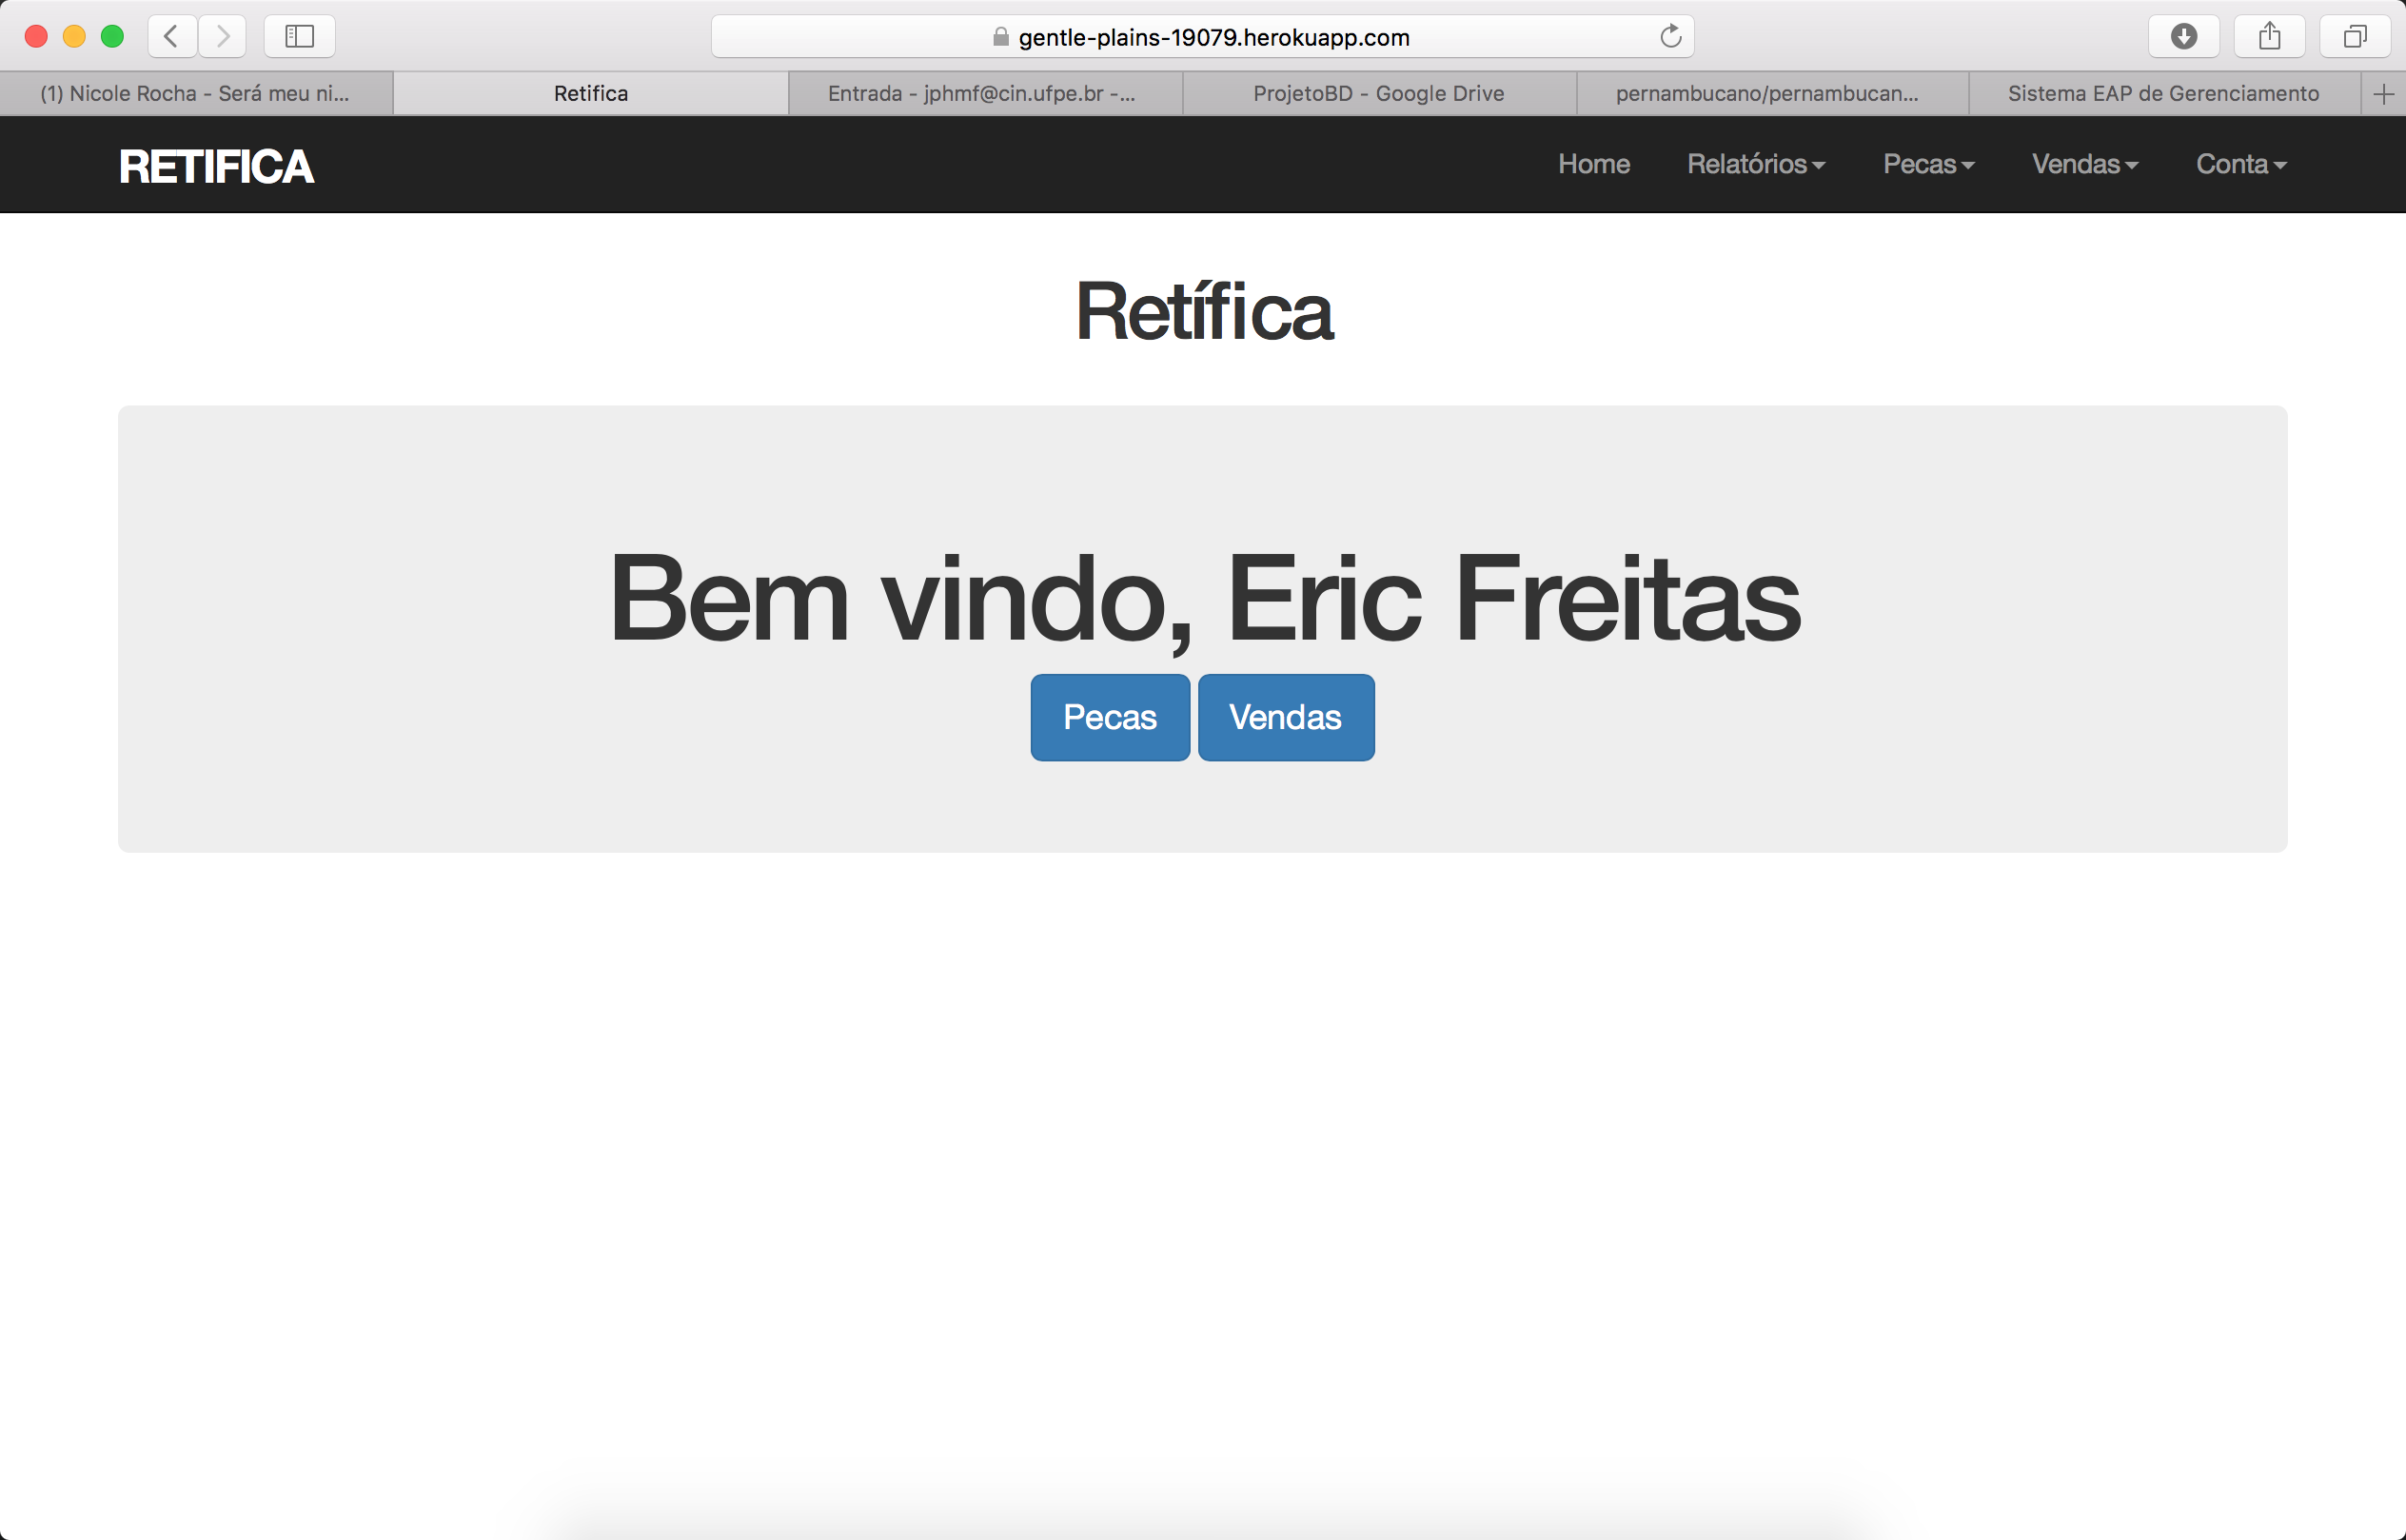 gentle-plains-19079.herokuapp.com
(1) Nicole Rocha - Será meu ni...
Retifica
Entrada - jphmf@cin.ufpe.br -...
ProjetoBD - Google Drive
pernambucano/pernambucan...
Sistema EAP de Gerenciamento
RETIFICA
Home
Relatórios
Pecas
Vendas
Conta
Retífica
Bem vindo, Eric Freitas
Pecas
Vendas